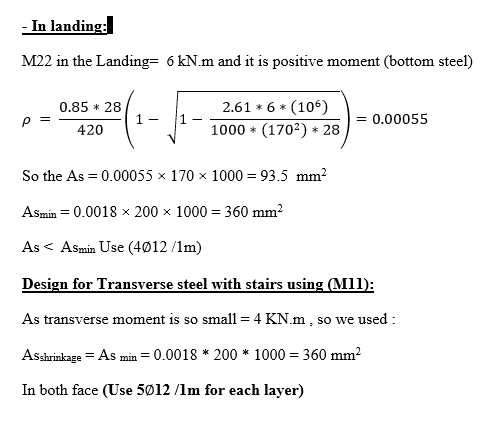 - In landing:
M22 in the Landing= 6 kN.m and it is positive moment (bottom steel)
ρ = 0.85 ∗ 28 / 420 (1 − √(1 − 2.61 ∗ 6 ∗ (10⁶) / 1000 ∗ (170²) ∗ 28)) = 0.00055
So the As = 0.00055 × 170 × 1000 = 93.5 mm²
Asmin = 0.0018 × 200 × 1000 = 360 mm²
As < Asmin Use (4Ø12 /1m)
Design for Transverse steel with stairs using (M11):
As transverse moment is so small = 4 KN.m , so we used :
Asshrinkage = As min = 0.0018 * 200 * 1000 = 360 mm²
In both face (Use 5Ø12 /1m for each layer)